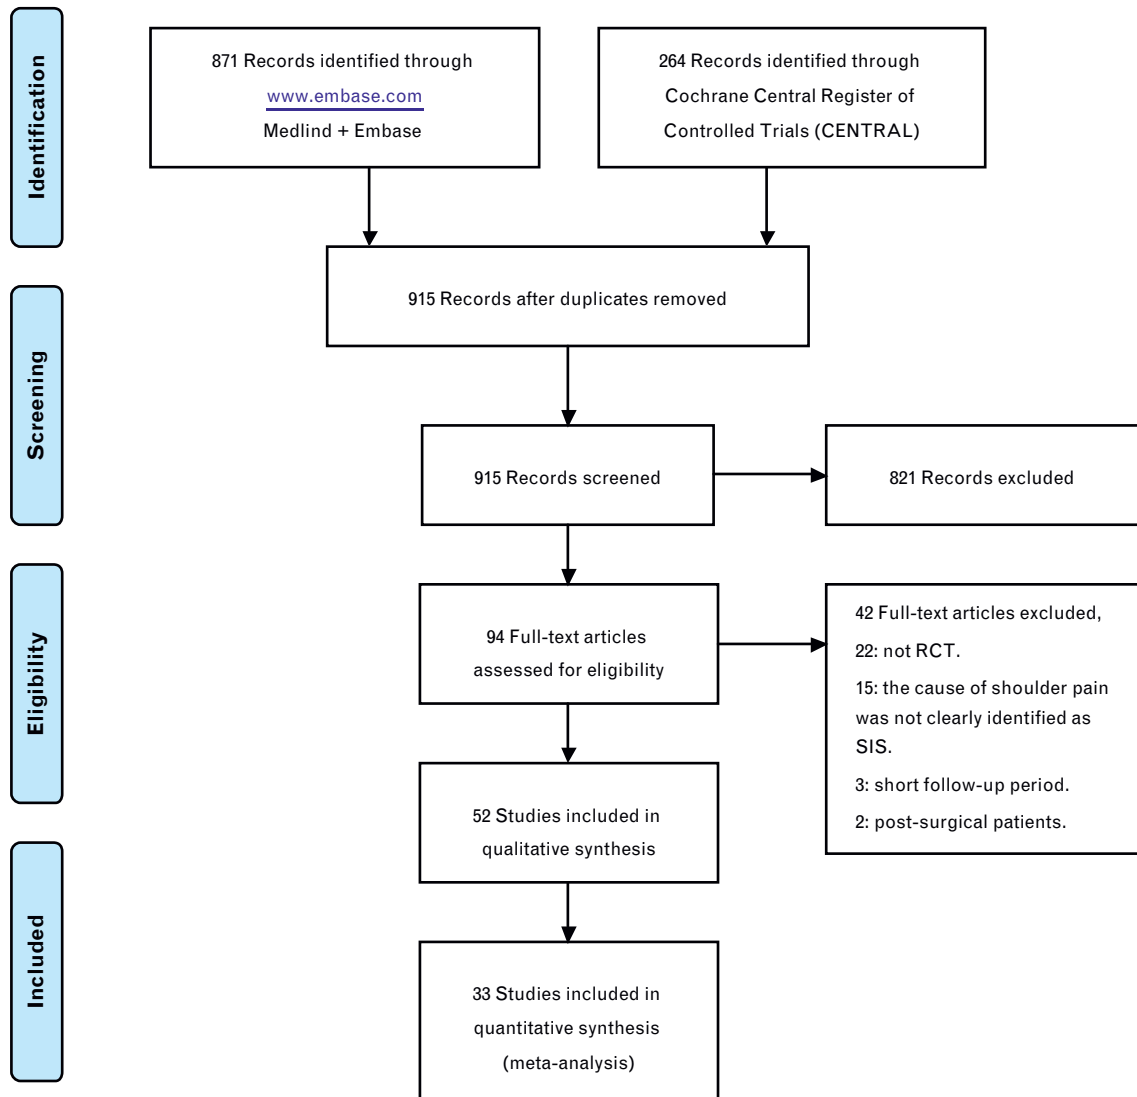 Identification
871 Records identified through
www.embase.com
Medlind + Embase
264 Records identified through
Cochrane Central Register of
Controlled Trials (CENTRAL)
915 Records after duplicates removed
Screening
915 Records screened
821 Records excluded
Eligibility
94 Full-text articles
assessed for eligibility
42 Full-text articles excluded,
22: not RCT.
15: the cause of shoulder pain
was not clearly identified as
SIS.
3: short follow-up period.
2: post-surgical patients.
52 Studies included in
qualitative synthesis
Included
33 Studies included in
quantitative synthesis
(meta-analysis)